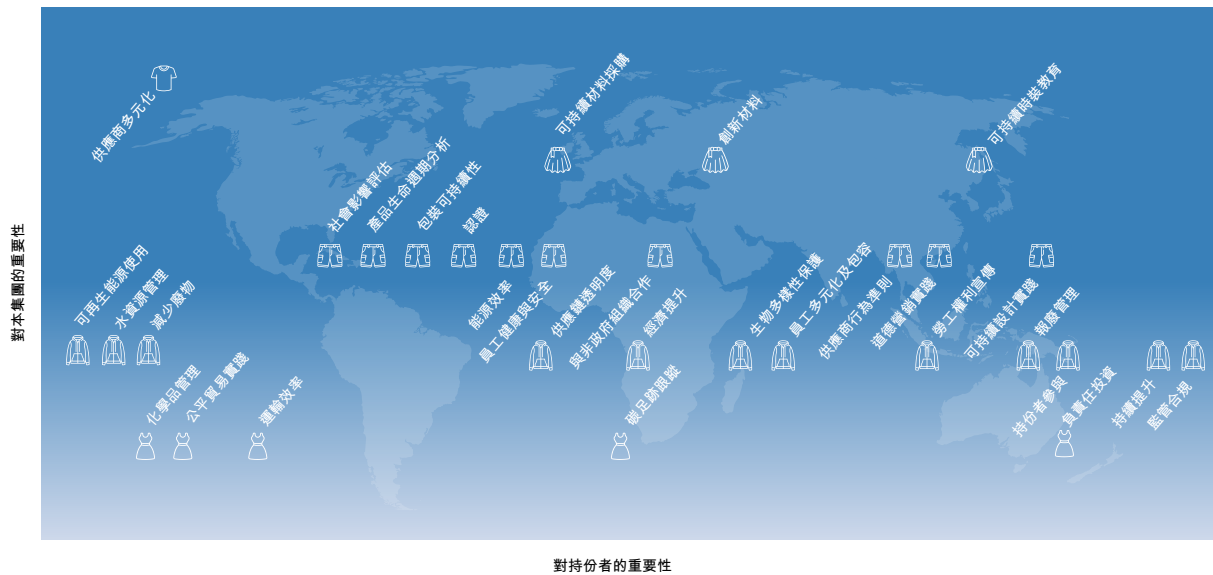 供應商多元化
可持續材料採購
創新材料
可持續時裝教育
社會影響評估
產品生命週期分析
包裝可持續性
認證
可再生能源使用
水資源管理
減少廢物
能源效率
員工健康與安全
供應鏈透明度
與非政府組織合作
經濟提升
生物多樣性保護
員工多元化及包容
供應商行為準則
道德營銷實踐
勞工權利宣傳
可持續設計實踐
報廢管理
化學品管理
公平貿易實踐
運輸效率
碳足跡跟蹤
持份者參與
負責任投資
持續提升
監管合規
對本集團的重要性
對持份者的重要性